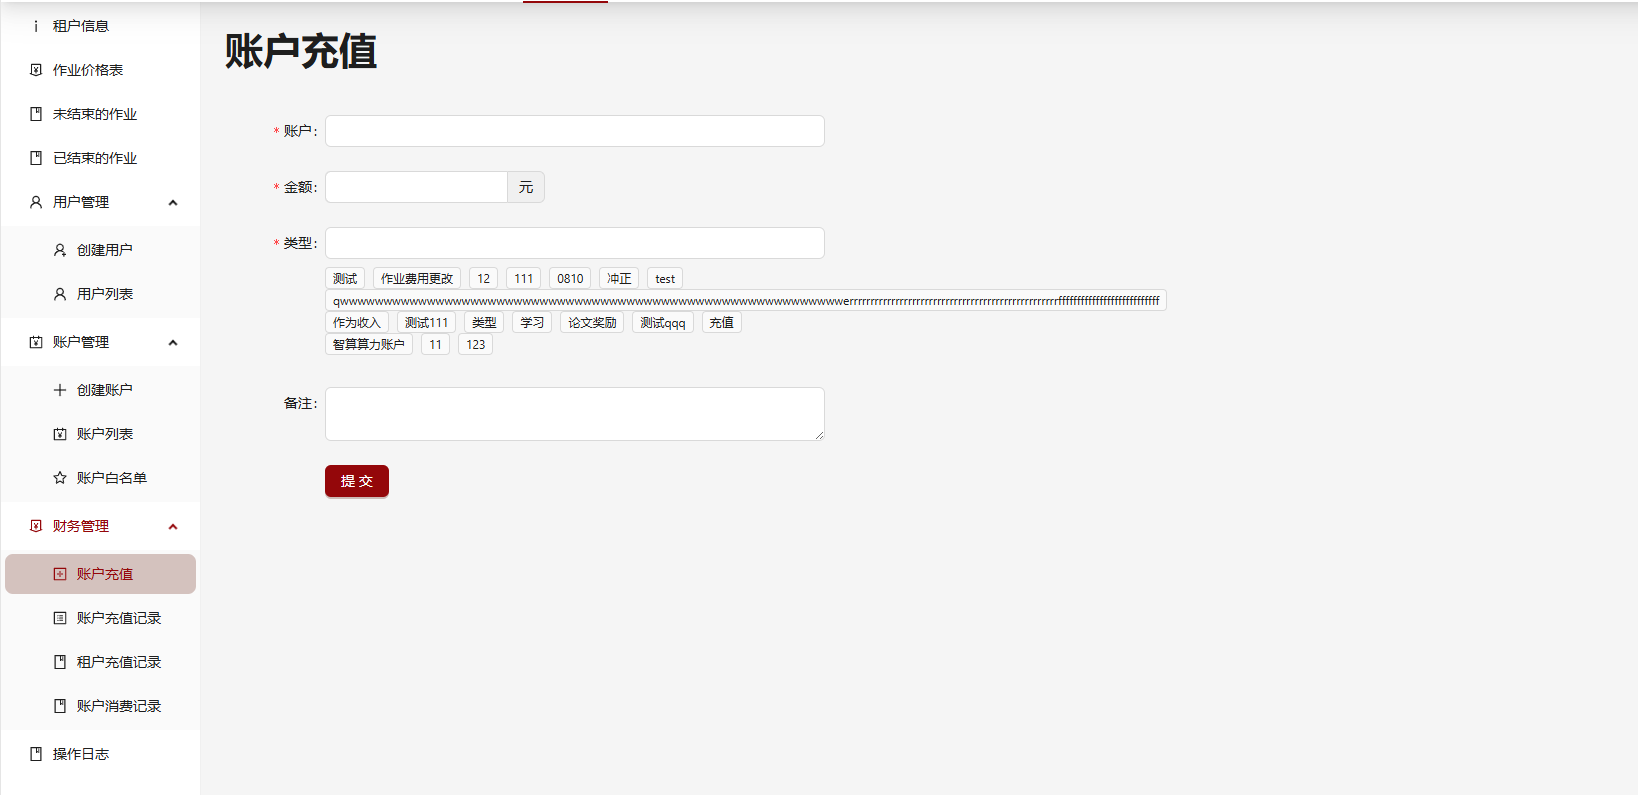 租户信息
作业价格表
未结束的作业
已结束的作业
用户管理
创建用户
用户列表
账户管理
创建账户
账户列表
账户白名单
财务管理
账户充值
账户充值记录
租户充值记录
账户消费记录
操作日志
账户充值
* 账户:
* 金额: 元
* 类型:
测试 作业费用更改 12 111 0810 冲正 test
作为收入 测试111 类型 学习 论文奖励 测试qqq 充值
智算算力账户 11 123
备注:
提 交